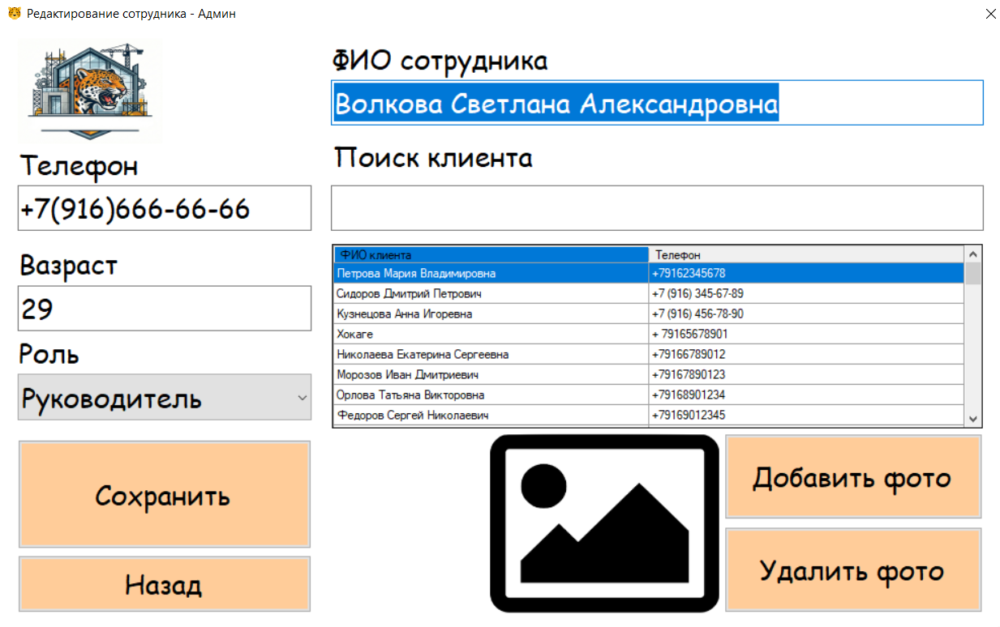 Редактирование сотрудника - Админ
ФИО сотрудника
Волкова Светлана Александровна
Телефон
+7(916)666-66-66
Поиск клиента
Вазраст
29
Роль
Руководитель
ФИО клиента Телефон
Петрова Мария Владимировна +79162345678
Сидоров Дмитрий Петрович +7 (916) 345-67-89
Кузнецова Анна Игоревна +7 (916) 456-78-90
Хокаге + 79165678901
Николаева Екатерина Сергеевна +79166789012
Морозов Иван Дмитриевич +79167890123
Орлова Татьяна Викторовна +79168901234
Федоров Сергей Николаевич +79169012345
Сохранить
Назад
Добавить фото
Удалить фото